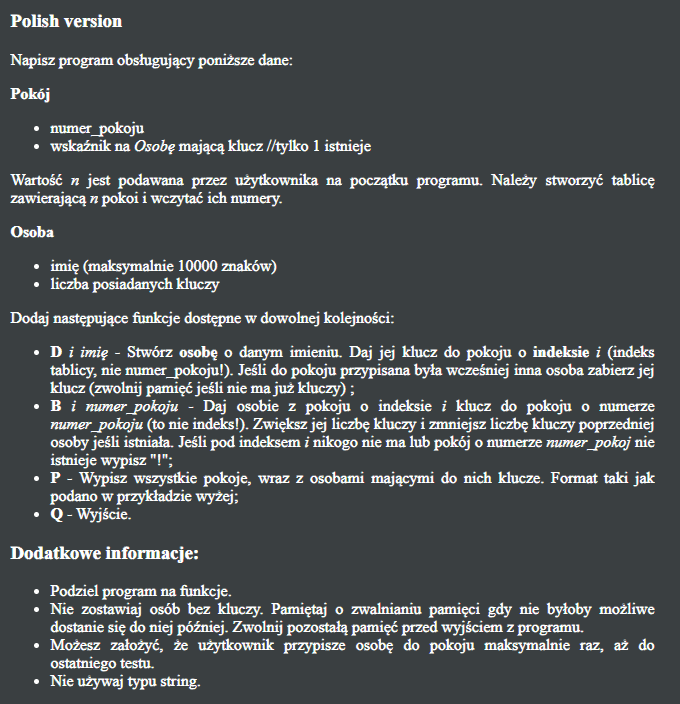 Polish version
Napisz program obsługujący poniższe dane:
Pokój
• numer_pokoju
• wskaźnik na Osobę mającą klucz //tylko 1 istnieje
Wartość n jest podawana przez użytkownika na początku programu. Należy stworzyć tablicę
zawierającą n pokoi i wczytać ich numery.
Osoba
• imię (maksymalnie 10000 znaków)
• liczba posiadanych kluczy
Dodaj następujące funkcje dostępne w dowolnej kolejności:
• D i imię - Stwórz osobę o danym imieniu. Daj jej klucz do pokoju o indeksie i (indeks
tablicy, nie numer_pokoju!). Jeśli do pokoju przypisana była wcześniej inna osoba zabierz jej
klucz (zwolnij pamięć jeśli nie ma już kluczy) ;
• B i numer_pokoju - Daj osobie z pokoju o indeksie i klucz do pokoju o numerze
numer_pokoju (to nie indeks!). Zwiększ jej liczbę kluczy i zmniejsz liczbę kluczy poprzedniej
osoby jeśli istniała. Jeśli pod indeksem i nikogo nie ma lub pokój o numerze numer_pokoj nie
istnieje wypisz "!";
• P - Wypisz wszystkie pokoje, wraz z osobami mającymi do nich klucze. Format taki jak
podano w przykładzie wyżej;
• Q - Wyjście.
Dodatkowe informacje:
• Podziel program na funkcje.
• Nie zostawiaj osób bez kluczy. Pamiętaj o zwalnianiu pamięci gdy nie byłoby możliwe
dostanie się do niej później. Zwolnij pozostałą pamięć przed wyjściem z programu.
• Możesz założyć, że użytkownik przypisze osobę do pokoju maksymalnie raz, aż do
ostatniego testu.
• Nie używaj typu string.